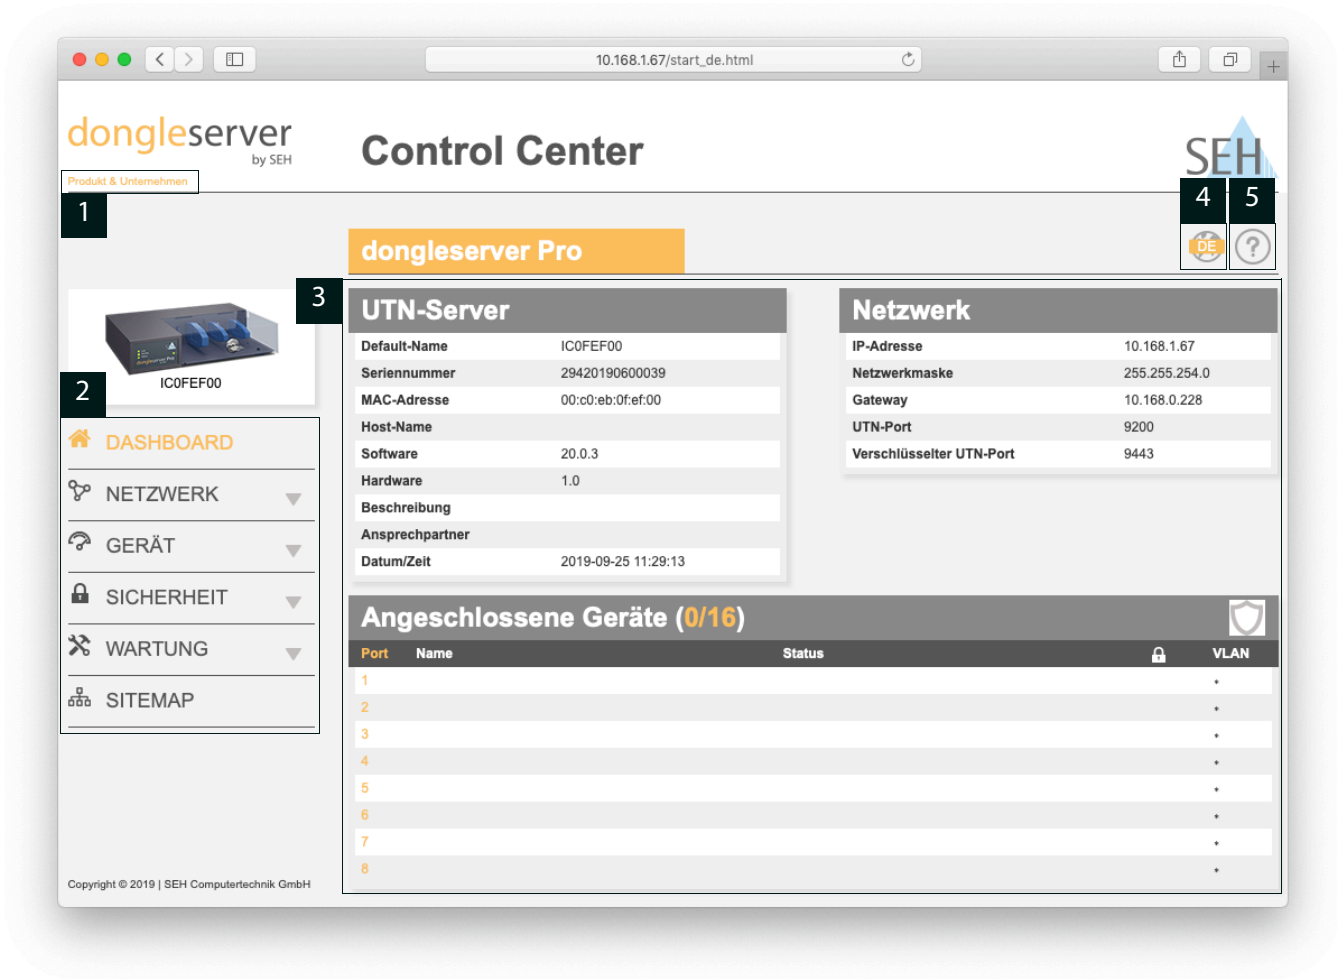 10.168.1.67/start_de.html
dongleserver
by SEH
Control Center
SEH
Produkt & Unternehmen
1
4
5
DE
?
dongleserver Pro
3
IC0FEF00
2
DASHBOARD
NETZWERK
GERÄT
SICHERHEIT
WARTUNG
SITEMAP
UTN-Server
Default-Name IC0FEF00
Seriennummer 29420190600039
MAC-Adresse 00:c0:eb:0f:ef:00
Host-Name
Software 20.0.3
Hardware 1.0
Beschreibung
Ansprechpartner
Datum/Zeit 2019-09-25 11:29:13
Netzwerk
IP-Adresse 10.168.1.67
Netzwerkmaske 255.255.254.0
Gateway 10.168.0.228
UTN-Port 9200
Verschlüsselter UTN-Port 9443
Angeschlossene Geräte (0/16)
Port Name Status VLAN
1 *
2 *
3 *
4 *
5 *
6 *
7 *
8 *
Copyright © 2019 | SEH Computertechnik GmbH